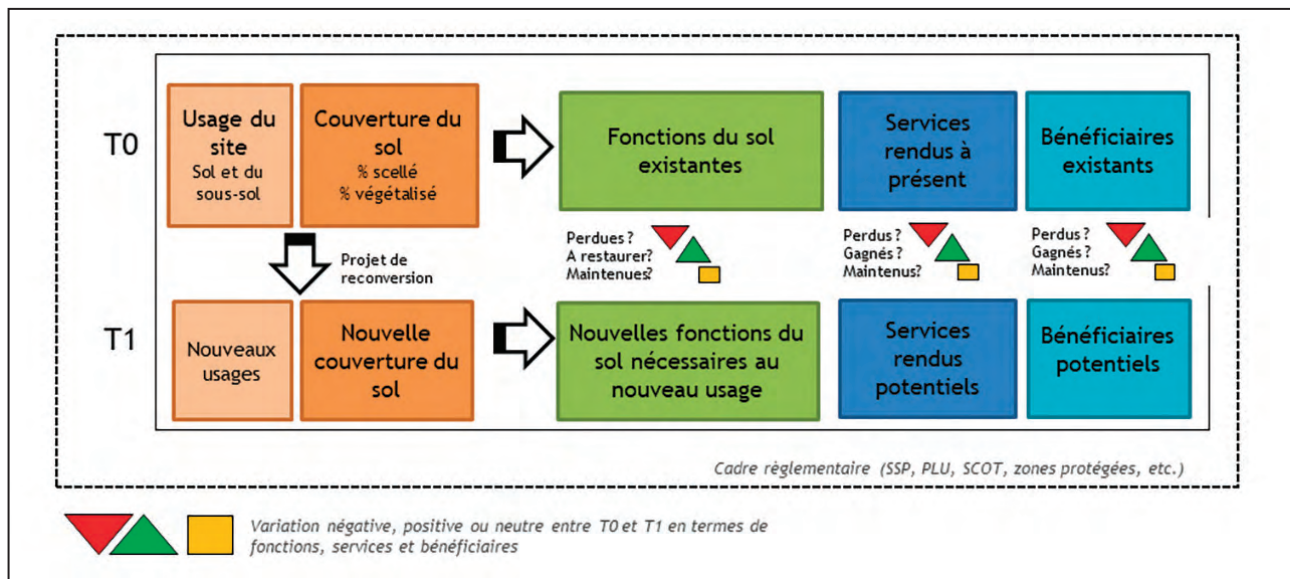 T0
Usage du
site
Sol et du
sous-sol
Couverture du
sol
% scellé
% végétalisé
Fonctions du sol
existantes
Services
rendus à
présent
Bénéficiaires
existants
Projet de
reconversion
Perdues ?
A restaurer?
Maintenues?
Perdus ?
Gagnés ?
Maintenus?
Perdus ?
Gagnés ?
Maintenus?
T1
Nouveaux
usages
Nouvelle
couverture du
sol
Nouvelles fonctions du
sol nécessaires au
nouveau usage
Services
rendus
potentiels
Bénéficiaires
potentiels
Cadre règlementaire (SSP, PLU, SCOT, zones protégées, etc.)
Variation négative, positive ou neutre entre T0 et T1 en termes de
fonctions, services et bénéficiaires